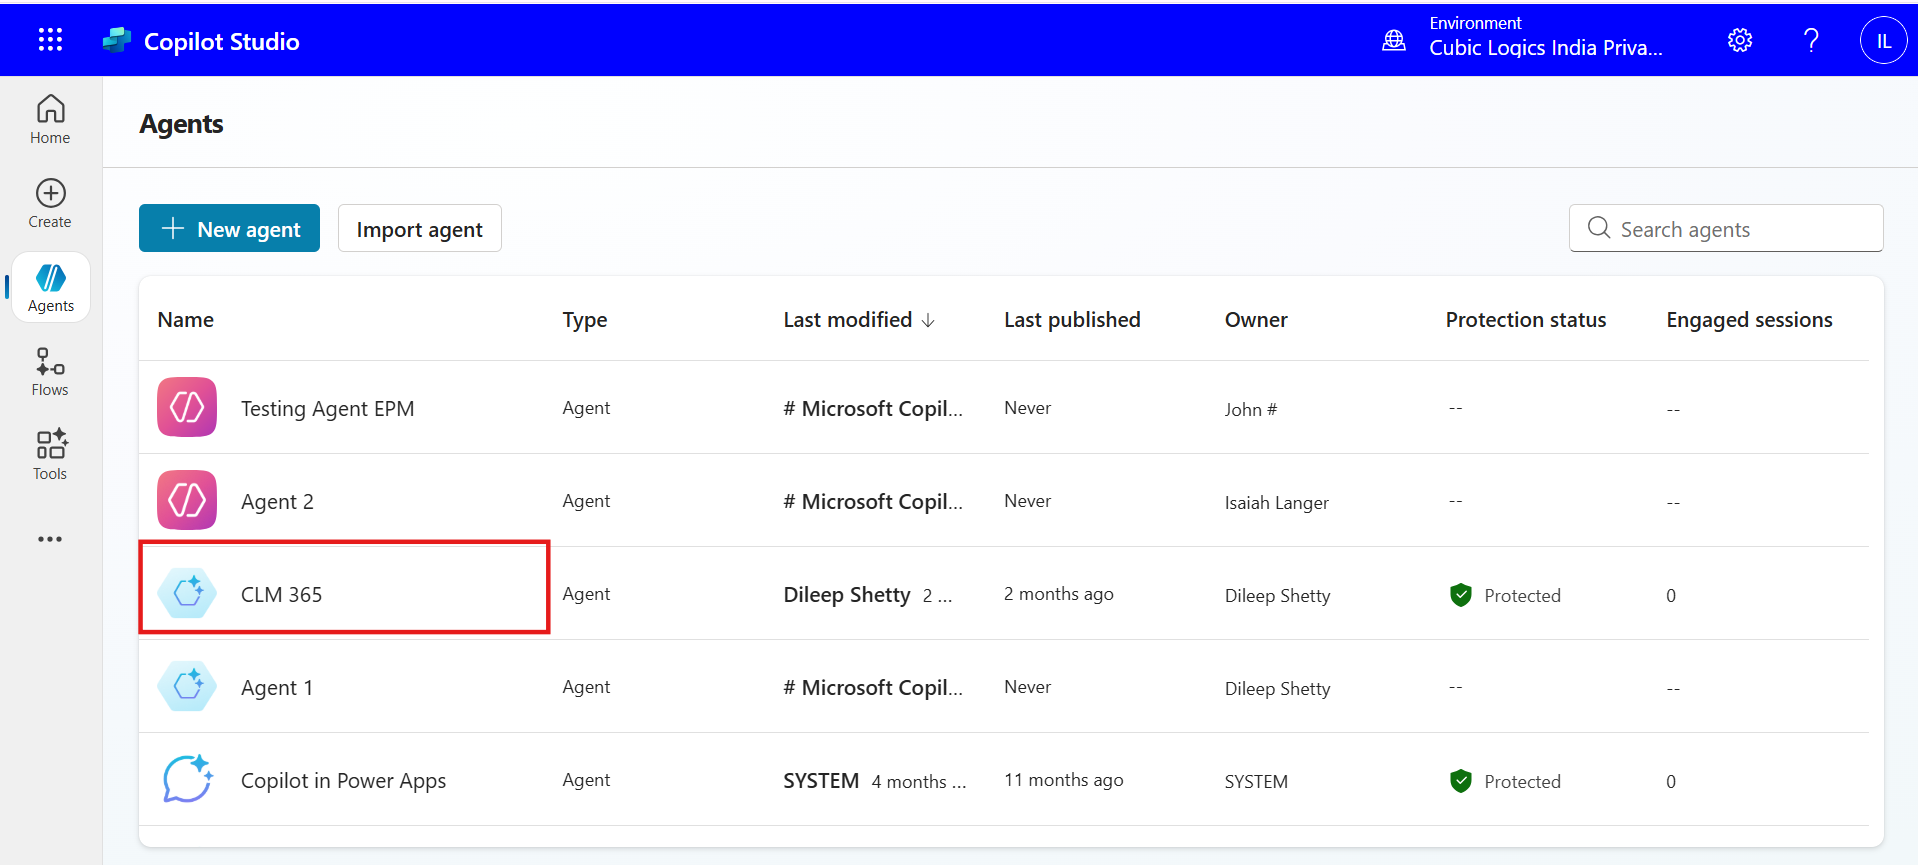 Copilot Studio
Environment
Cubic Logics India Priva...
?
IL
Home
Create
Agents
Flows
Tools
Agents
New agent
Import agent
Search agents
Name Type Last modified ↓ Last published Owner Protection status Engaged sessions
Testing Agent EPM Agent # Microsoft Copil... Never John # -- --
Agent 2 Agent # Microsoft Copil... Never Isaiah Langer -- --
CLM 365 Agent Dileep Shetty 2 ... 2 months ago Dileep Shetty Protected 0
Agent 1 Agent # Microsoft Copil... Never Dileep Shetty -- --
Copilot in Power Apps Agent SYSTEM 4 months ... 11 months ago SYSTEM Protected 0